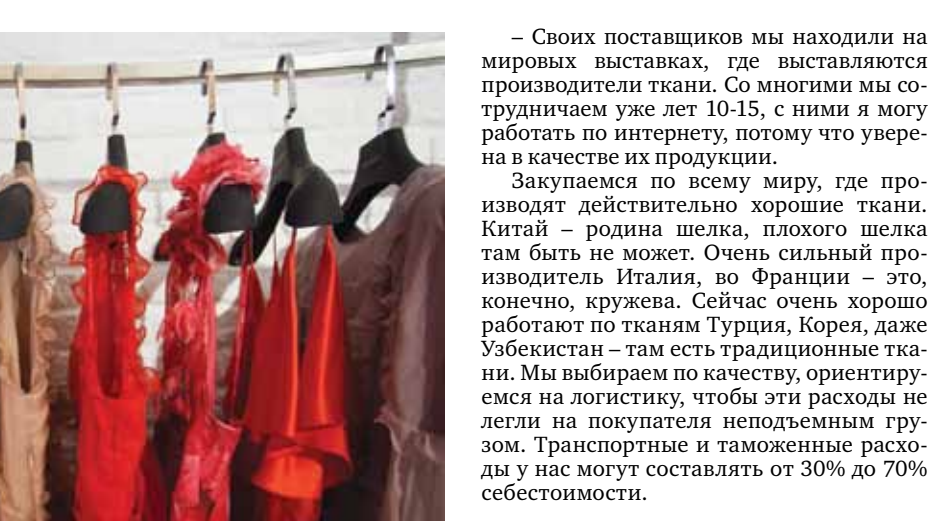 – Своих поставщиков мы находили на
мировых выставках, где выставляются
производители ткани. Со многими мы со-
трудничаем уже лет 10-15, с ними я могу
работать по интернету, потому что увере-
на в качестве их продукции.
Закупаемся по всему миру, где про-
изводят действительно хорошие ткани.
Китай – родина шелка, плохого шелка
там быть не может. Очень сильный про-
изводитель Италия, во Франции – это,
конечно, кружева. Сейчас очень хорошо
работают по тканям Турция, Корея, даже
Узбекистан – там есть традиционные тка-
ни. Мы выбираем по качеству, ориентиру-
емся на логистику, чтобы эти расходы не
легли на покупателя неподъемным гру-
зом. Транспортные и таможенные расхо-
ды у нас могут составлять от 30% до 70%
себестоимости.